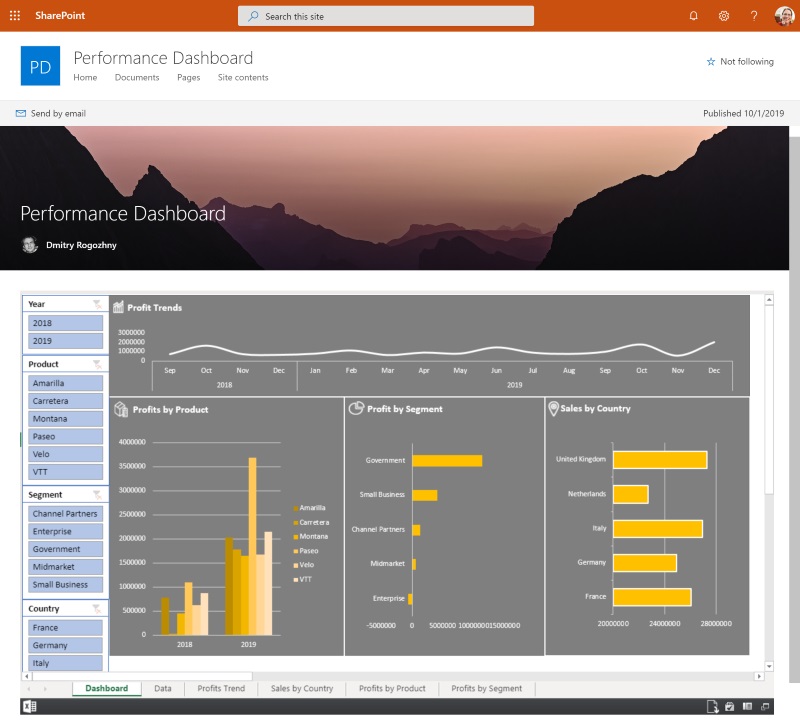 SharePoint
Search this site
?
PD
Performance Dashboard
Home Documents Pages Site contents
Not following
Send by email
Published 10/1/2019
Performance Dashboard
Dmitry Rogozhny
Year
2018
2019
Product
Amarilla
Carretera
Montana
Paseo
Velo
VTT
Segment
Channel Partners
Enterprise
Government
Midmarket
Small Business
Country
France
Germany
Italy
Profit Trends
3000000
2000000
1000000
0
Sep Oct Nov Dec Jan Feb Mar Apr May Jun Jul Aug Sep Oct Nov Dec
2018 2019
Profits by Product
4000000
3500000
3000000
2500000
2000000
1500000
1000000
500000
0
2018 2019
Amarilla
Carretera
Montana
Paseo
Velo
VTT
Profit by Segment
Government
Small Business
Channel Partners
Midmarket
Enterprise
-5000000 0 5000000 10000000 15000000
Sales by Country
United Kingdom
Netherlands
Italy
Germany
France
20000000 24000000 28000000
Dashboard Data Profits Trend Sales by Country Profits by Product Profits by Segment